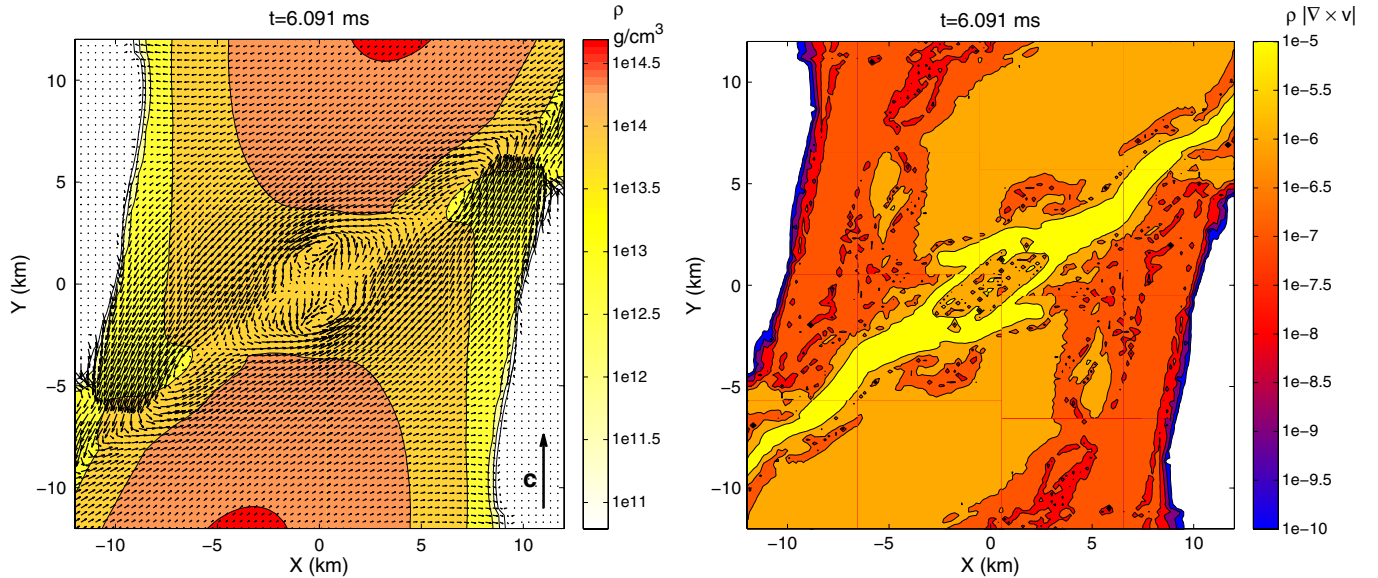 t=6.091 ms
ρ
g/cm³
1e14.5
1e14
1e13.5
1e13
1e12.5
1e12
1e11.5
1e11
10
5
0
−5
−10
Y (km)
−10
−5
0
5
10
X (km)
c
t=6.091 ms
ρ |∇ × v|
1e−5
1e−5.5
1e−6
1e−6.5
1e−7
1e−7.5
1e−8
1e−8.5
1e−9
1e−9.5
1e−10
10
5
0
−5
−10
Y (km)
−10
−5
0
5
10
X (km)